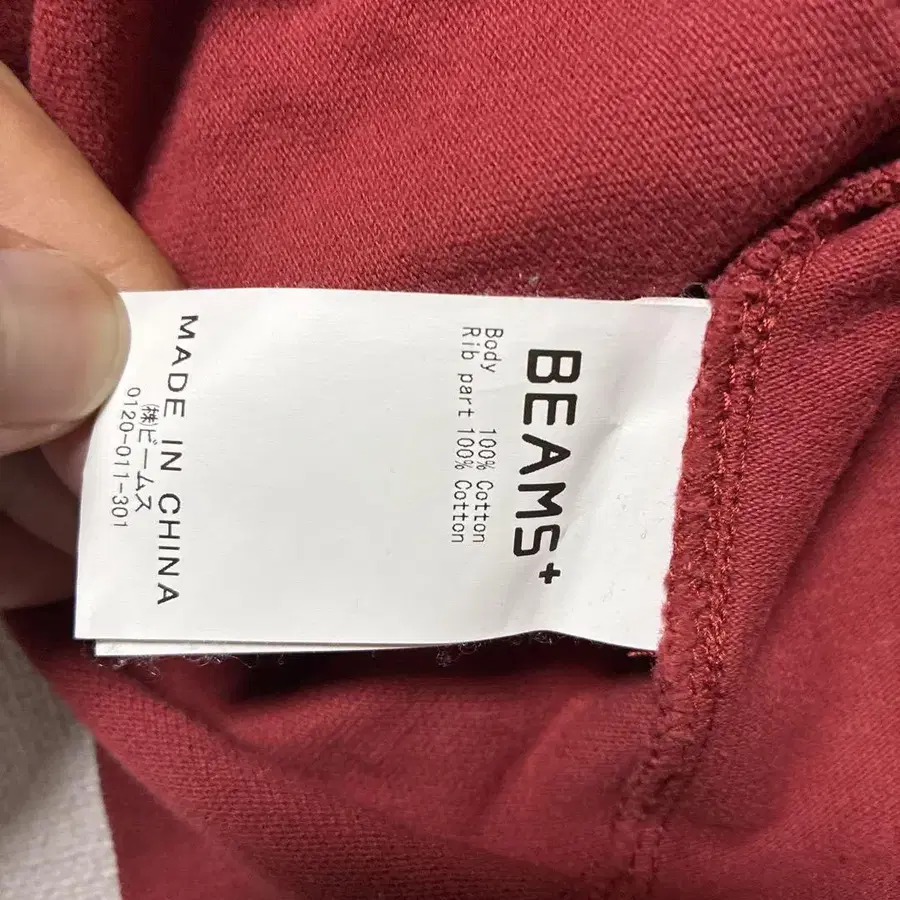 BEAMS+
Body 100% Cotton
Rib part 100% Cotton
MADE IN CHINA
㈱ビームス
0120-011-301